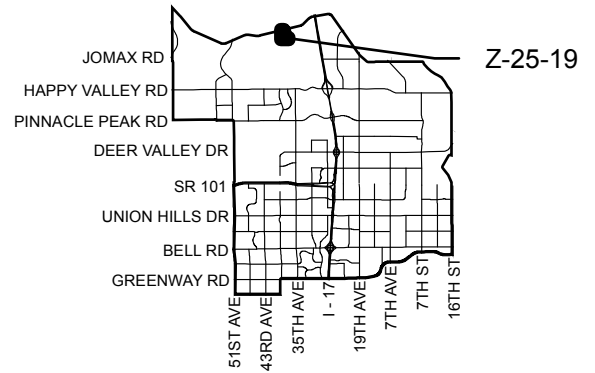 JOMAX RD
Z-25-19
HAPPY VALLEY RD
PINNACLE PEAK RD
DEER VALLEY DR
SR 101
UNION HILLS DR
BELL RD
GREENWAY RD
51ST AVE
43RD AVE
35TH AVE
I - 17
19TH AVE
7TH AVE
7TH ST
16TH ST